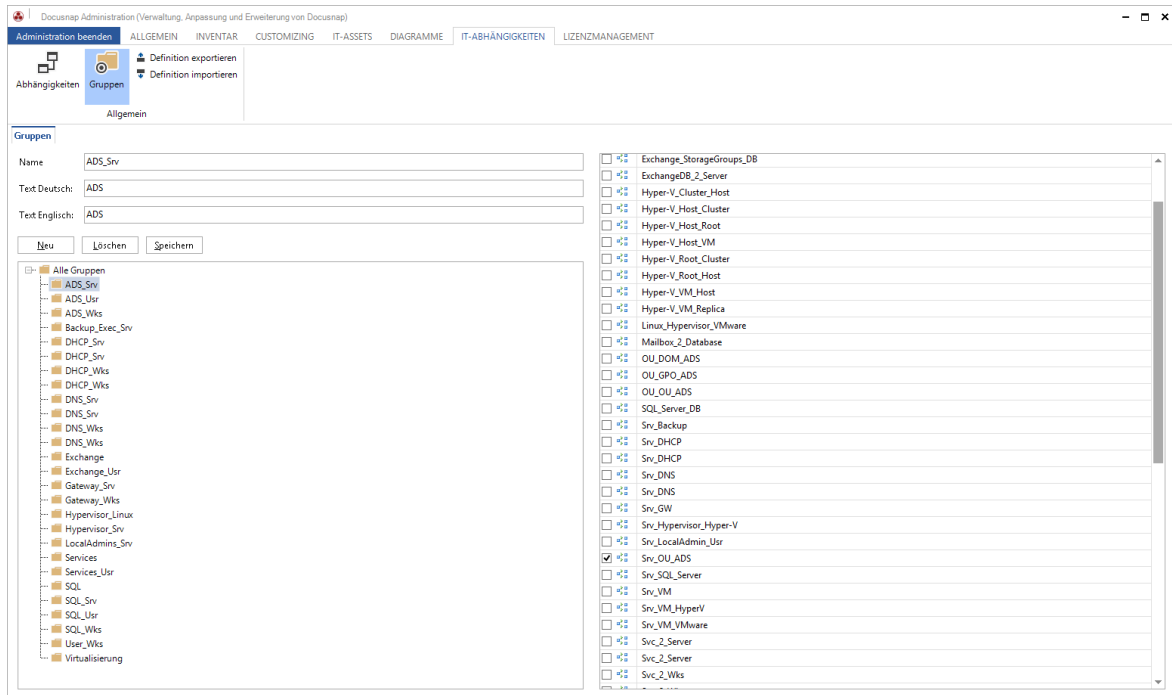 Docusnap Administration (Verwaltung, Anpassung und Erweiterung von Docusnap)
Administration beenden ALLGEMEIN INVENTAR CUSTOMIZING IT-ASSETS DIAGRAMME IT-ABHÄNGIGKEITEN LIZENZMANAGEMENT
Abhängigkeiten
Gruppen
Definition exportieren
Definition importieren
Allgemein
Gruppen
Name ADS_Srv
Text Deutsch: ADS
Text Englisch: ADS
Neu Löschen Speichern
Alle Gruppen
ADS_Srv
ADS_Usr
ADS_Wks
Backup_Exec_Srv
DHCP_Srv
DHCP_Srv
DHCP_Wks
DHCP_Wks
DNS_Srv
DNS_Srv
DNS_Wks
DNS_Wks
Exchange
Exchange_Usr
Gateway_Srv
Gateway_Wks
Hypervisor_Linux
Hypervisor_Srv
LocalAdmins_Srv
Services
Services_Usr
SQL
SQL_Srv
SQL_Usr
SQL_Wks
User_Wks
Virtualisierung
Exchange_StorageGroups_DB
ExchangeDB_2_Server
Hyper-V_Cluster_Host
Hyper-V_Host_Cluster
Hyper-V_Host_Root
Hyper-V_Host_VM
Hyper-V_Root_Cluster
Hyper-V_Root_Host
Hyper-V_VM_Host
Hyper-V_VM_Replica
Linux_Hypervisor_VMware
Mailbox_2_Database
OU_DOM_ADS
OU_GPO_ADS
OU_OU_ADS
SQL_Server_DB
Srv_Backup
Srv_DHCP
Srv_DHCP
Srv_DNS
Srv_DNS
Srv_GW
Srv_Hypervisor_Hyper-V
Srv_LocalAdmin_Usr
Srv_OU_ADS
Srv_SQL_Server
Srv_VM
Srv_VM_HyperV
Srv_VM_VMware
Svc_2_Server
Svc_2_Server
Svc_2_Wks